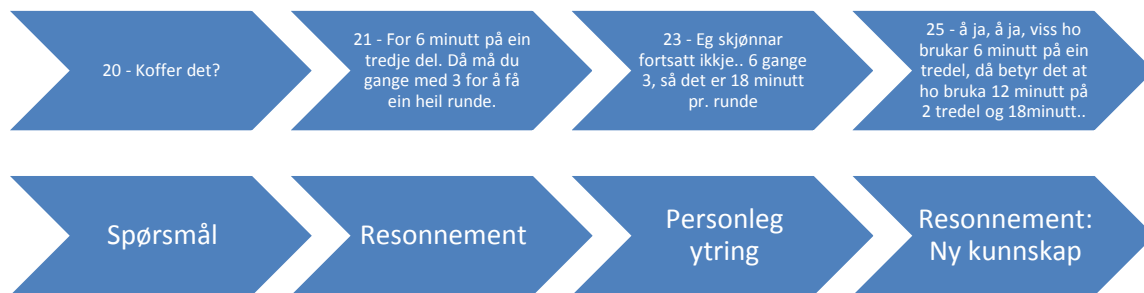 20 - Koffer det?
21 - For 6 minutt på ein
tredje del. Då må du
gange med 3 for å få
ein heil runde.
23 - Eg skjønnar
fortsatt ikkje.. 6 gange
3, så det er 18 minutt
pr. runde
25 - å ja, å ja, viss ho
brukar 6 minutt på ein
tredel, då betyr det at
ho bruka 12 minutt på
2 tredel og 18minutt..
Spørsmål
Resonnement
Personleg
ytring
Resonnement:
Ny kunnskap